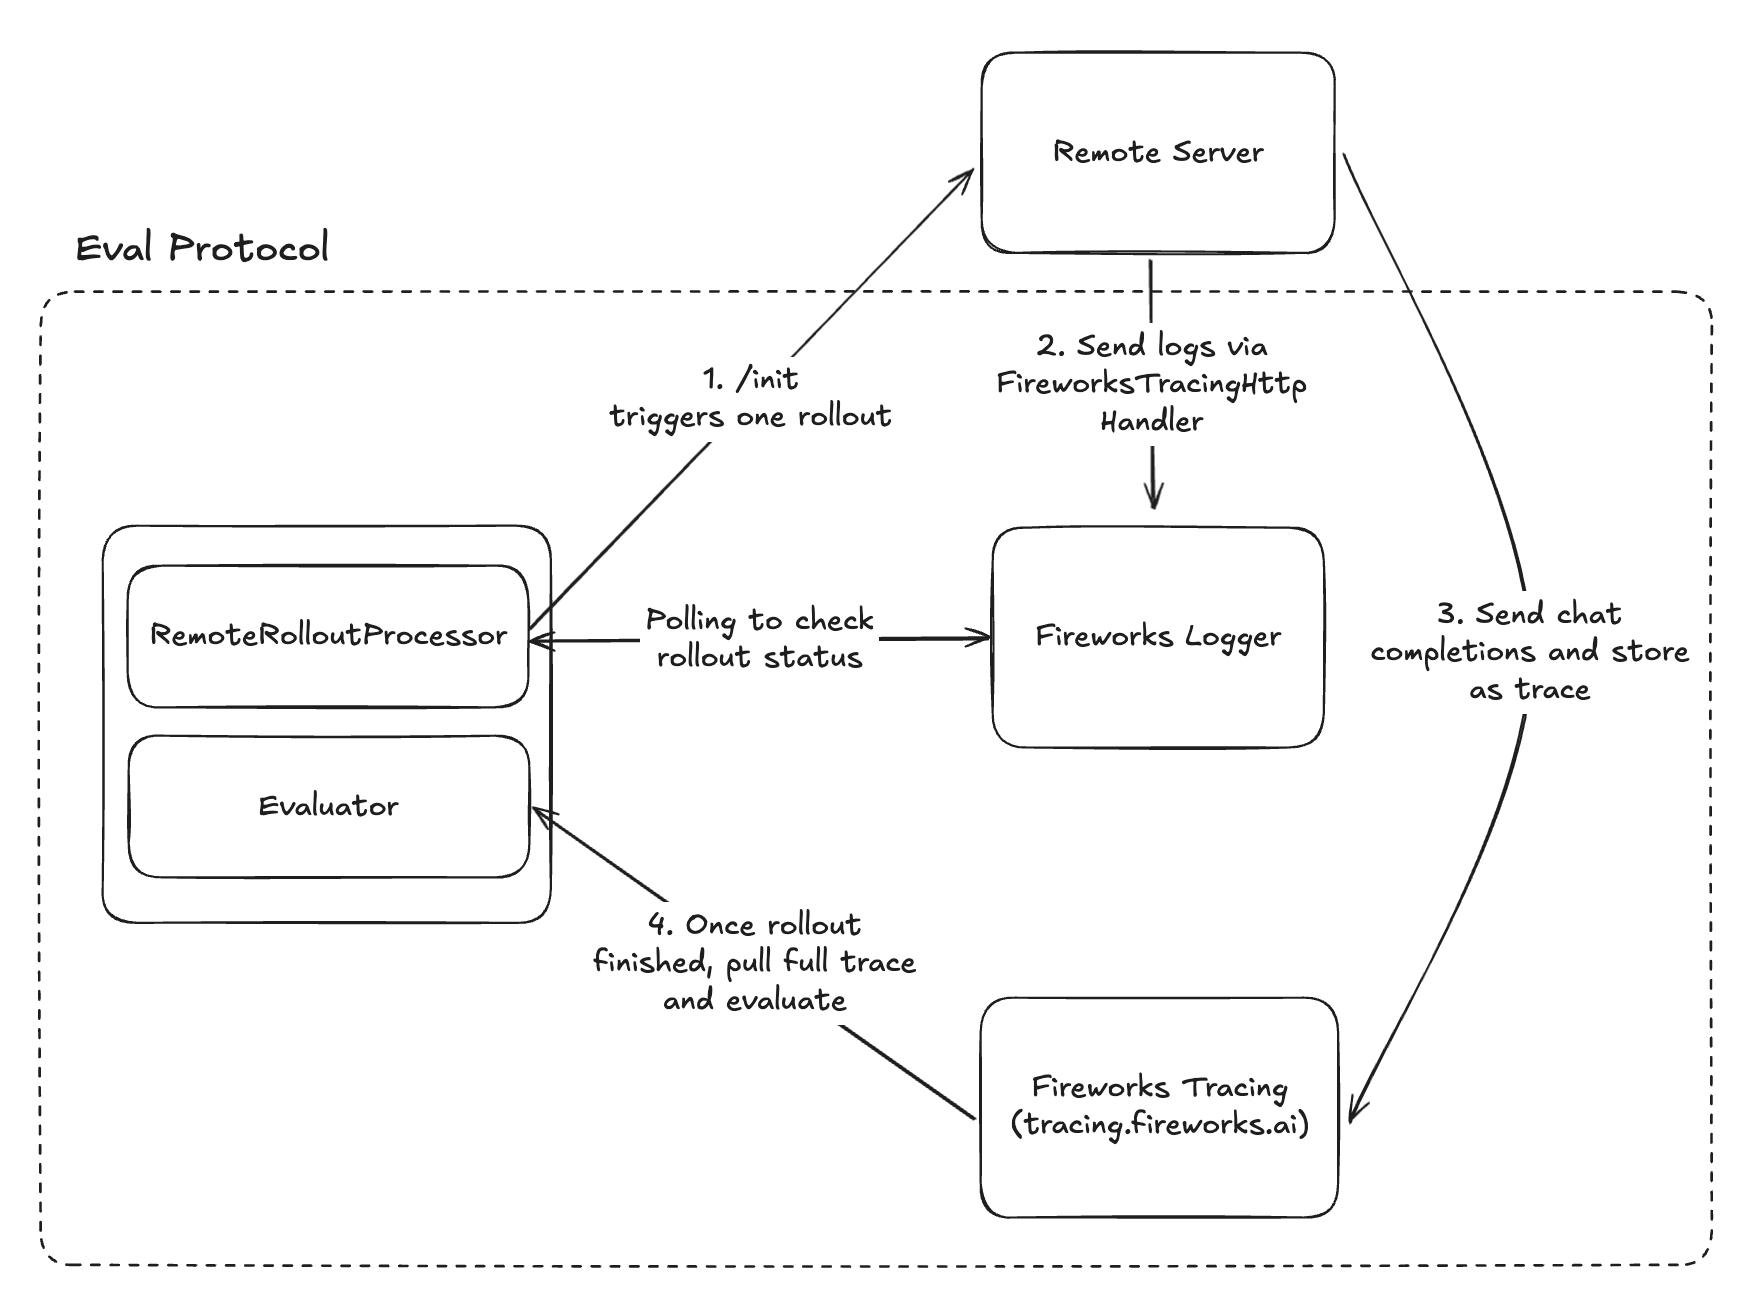 Remote Server
Eval Protocol
1. /init
triggers one rollout
2. Send logs via
FireworksTracingHttp
Handler
RemoteRolloutProcessor
Polling to check
rollout status
Fireworks Logger
3. Send chat
completions and store
as trace
Evaluator
4. Once rollout
finished, pull full trace
and evaluate
Fireworks Tracing
(tracing.fireworks.ai)